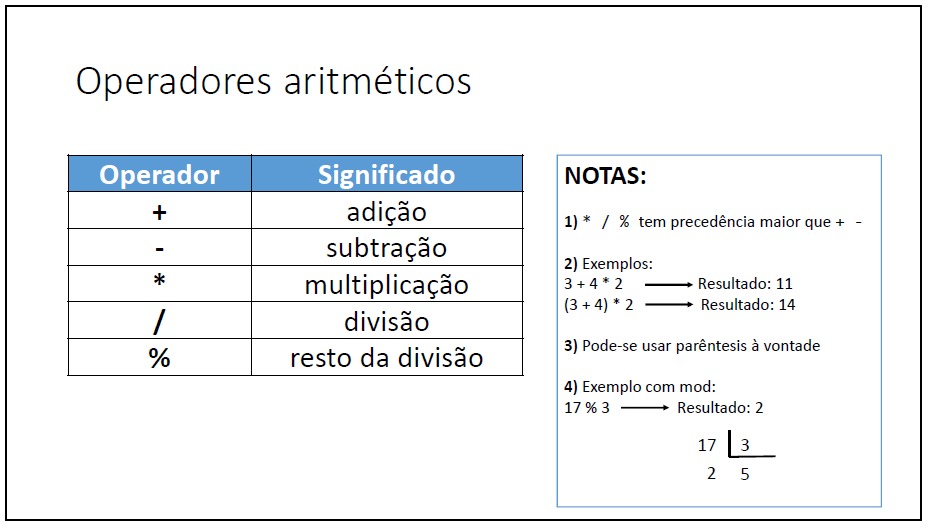 Operadores aritméticos
Operador Significado
+ adição
- subtração
* multiplicação
/ divisão
% resto da divisão
NOTAS:
1) * / % tem precedência maior que + -
2) Exemplos:
3 + 4 * 2 Resultado: 11
(3 + 4) * 2 Resultado: 14
3) Pode-se usar parêntesis à vontade
4) Exemplo com mod:
17 % 3 Resultado: 2
17 3
2 5